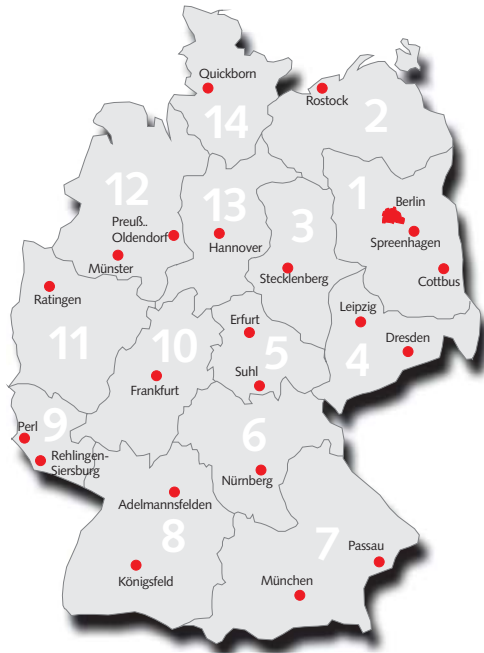 Quickborn
Rostock
14
2
12
13
1
Berlin
Preuß..
Oldendorf
3
Hannover
Spreenhagen
Münster
Stecklenberg
Cottbus
Ratingen
Leipzig
Erfurt
11
10
5
4
Dresden
Suhl
Frankfurt
9
Perl
6
Rehlingen-
Siersburg
Nürnberg
Adelmannsfelden
8
7
Passau
Königsfeld
München